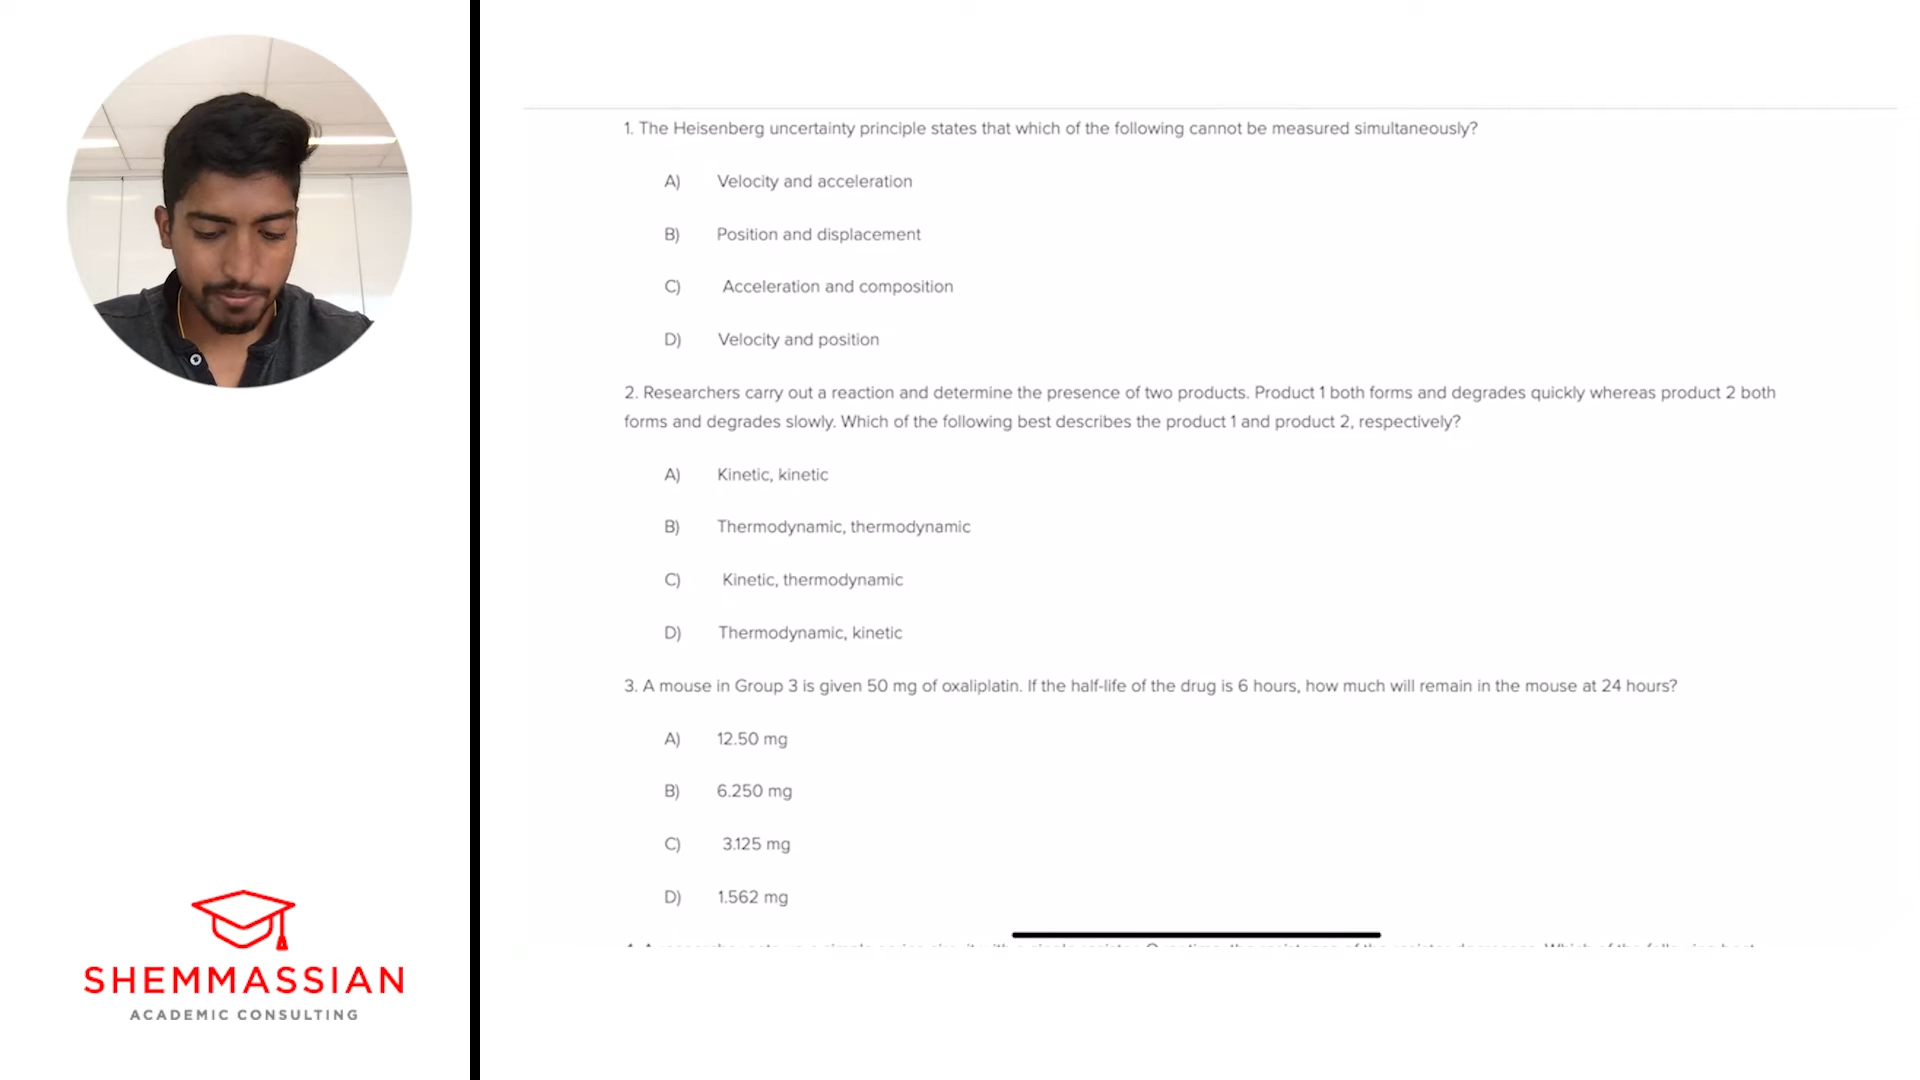 1. The Heisenberg uncertainty principle states that which of the following cannot be measured simultaneously?
A) Velocity and acceleration
B) Position and displacement
C) Acceleration and composition
D) Velocity and position
2. Researchers carry out a reaction and determine the presence of two products. Product 1 both forms and degrades quickly whereas product 2 both
forms and degrades slowly. Which of the following best describes the product 1 and product 2, respectively?
A) Kinetic, kinetic
B) Thermodynamic, thermodynamic
C) Kinetic, thermodynamic
D) Thermodynamic, kinetic
3. A mouse in Group 3 is given 50 mg of oxaliplatin. If the half-life of the drug is 6 hours, how much will remain in the mouse at 24 hours?
A) 12.50 mg
B) 6.250 mg
C) 3.125 mg
D) 1.562 mg
SHEMMASSIAN
ACADEMIC CONSULTING